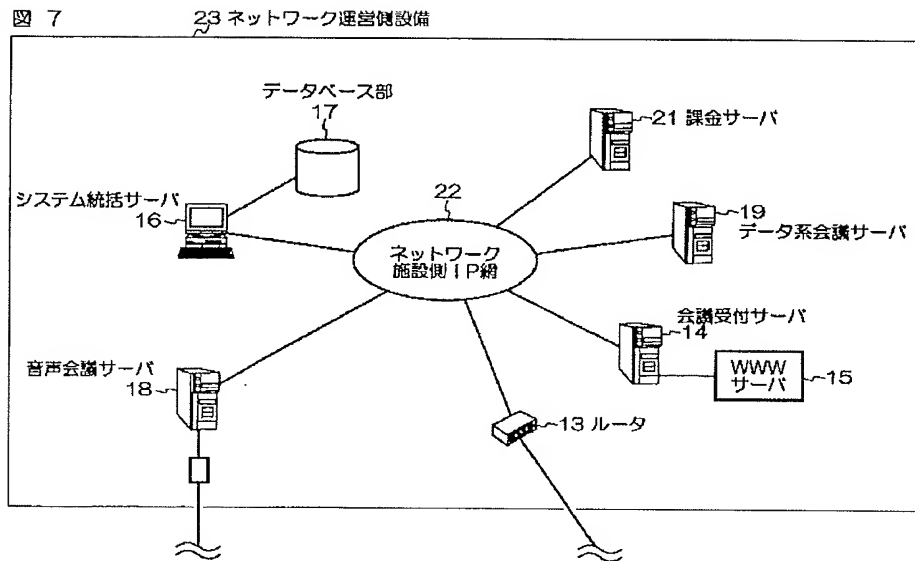 図 7
23 ネットワーク運営側設備
データベース部
17
21 課金サーバ
システム統括サーバ
16
22
ネットワーク
施設側IP網
19
データ系会議サーバ
会議受付サーバ
14
WWW
サーバ
15
音声会議サーバ
18
13 ルータ